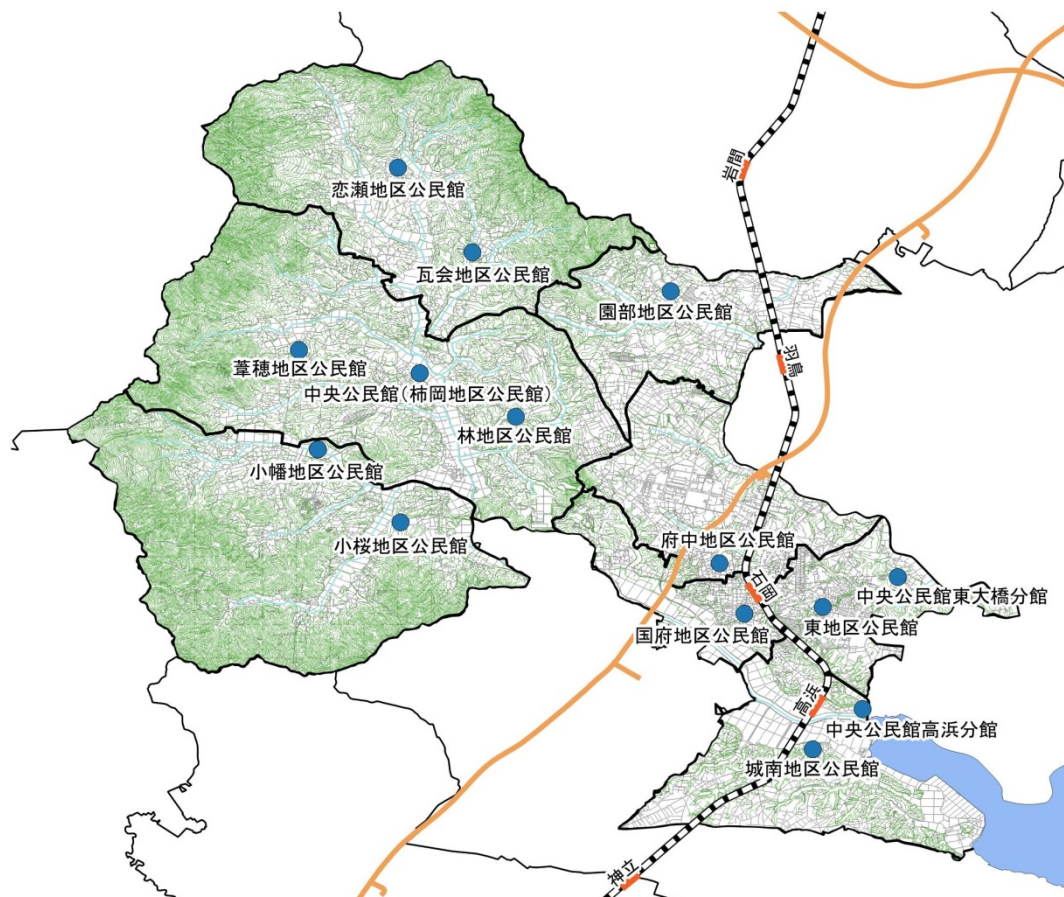 岩間
恋瀬地区公民館
瓦会地区公民館
園部地区公民館
羽鳥
葦穂地区公民館
中央公民館(柿岡地区公民館)
林地区公民館
小幡地区公民館
小桜地区公民館
府中地区公民館
石岡
中央公民館東大橋分館
国府地区公民館
東地区公民館
高浜
中央公民館高浜分館
城南地区公民館
神立